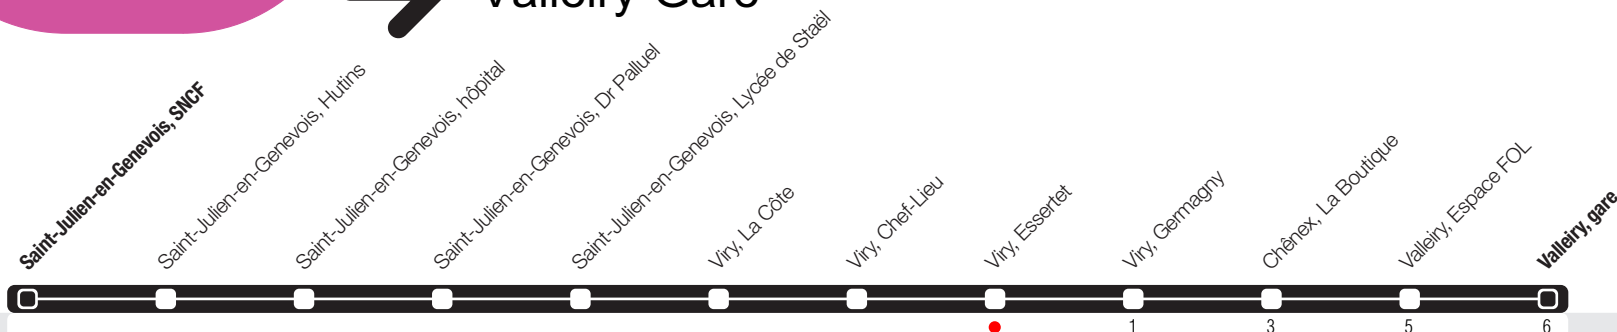 Valleiry Gare
Saint-Julien-en-Genevois, SNCF
Saint-Julien-en-Genevois, Hutins
Saint-Julien-en-Genevois, hôpital
Saint-Julien-en-Genevois, Dr Palluel
Saint-Julien-en-Genevois, Lycée de Staël
Viry, La Côte
Viry, Chef-Lieu
Viry, Essertet
Viry, Germagny
Chênex, La Boutique
Valleiry, Espace FOL
Valleiry, gare
1 3 5 6